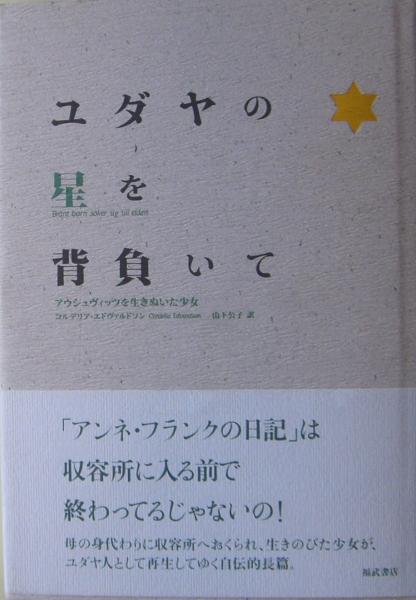 ユダヤの
星を
Bränt barn söker sig till elden
背負いて
アウシュヴィッツを生きぬいた少女
コルデリア・エドヴァルドソン Cordelia Edvardson 山下公子 訳
「アンネ・フランクの日記」は
収容所に入る前で
終わってるじゃないの!
母の身代わりに収容所へおくられ、生きのびた少女が、
ユダヤ人として再生してゆく自伝的長篇。
福武書店